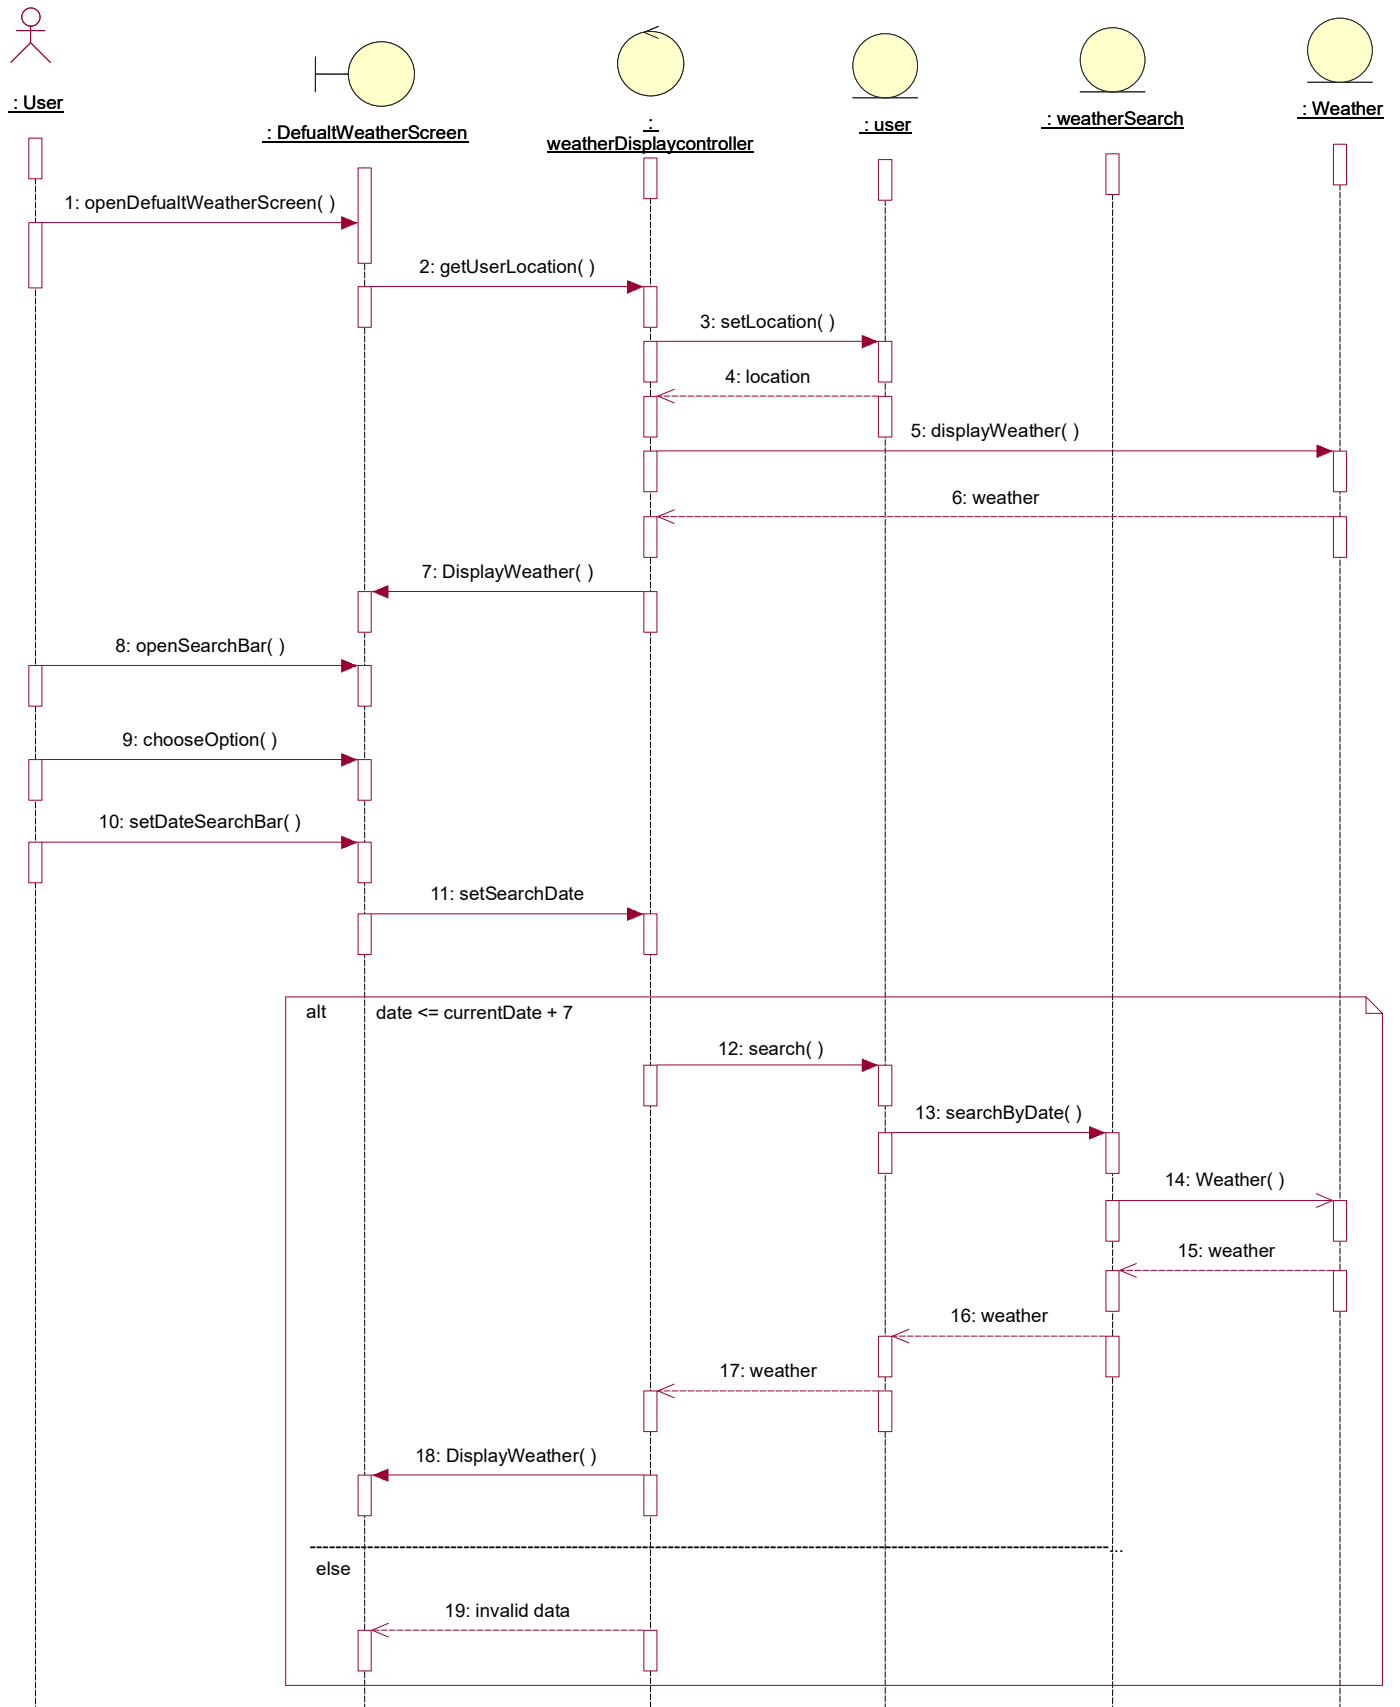 : User
: DefualtWeatherScreen
:
weatherDisplaycontroller
: user
: weatherSearch
: Weather
1: openDefualtWeatherScreen( )
2: getUserLocation( )
3: setLocation( )
4: location
5: displayWeather( )
6: weather
7: DisplayWeather( )
8: openSearchBar( )
9: chooseOption( )
10: setDateSearchBar( )
11: setSearchDate
alt
date <= currentDate + 7
12: search( )
13: searchByDate( )
14: Weather( )
15: weather
16: weather
17: weather
18: DisplayWeather( )
...
else
19: invalid data